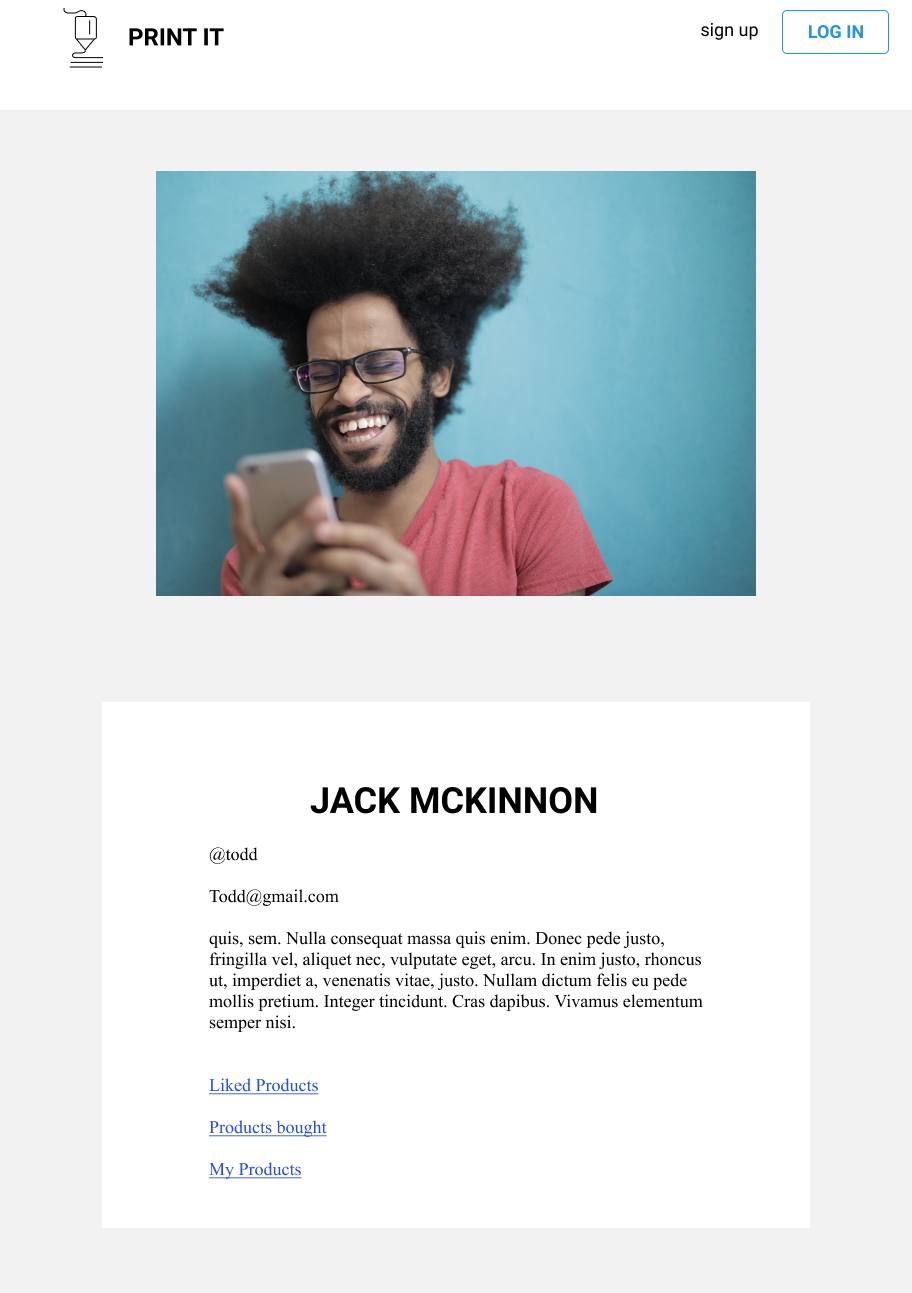 PRINT IT
sign up
LOG IN
JACK MCKINNON
@todd
Todd@gmail.com
quis, sem. Nulla consequat massa quis enim. Donec pede justo,
fringilla vel, aliquet nec, vulputate eget, arcu. In enim justo, rhoncus
ut, imperdiet a, venenatis vitae, justo. Nullam dictum felis eu pede
mollis pretium. Integer tincidunt. Cras dapibus. Vivamus elementum
semper nisi.
Liked Products
Products bought
My Products